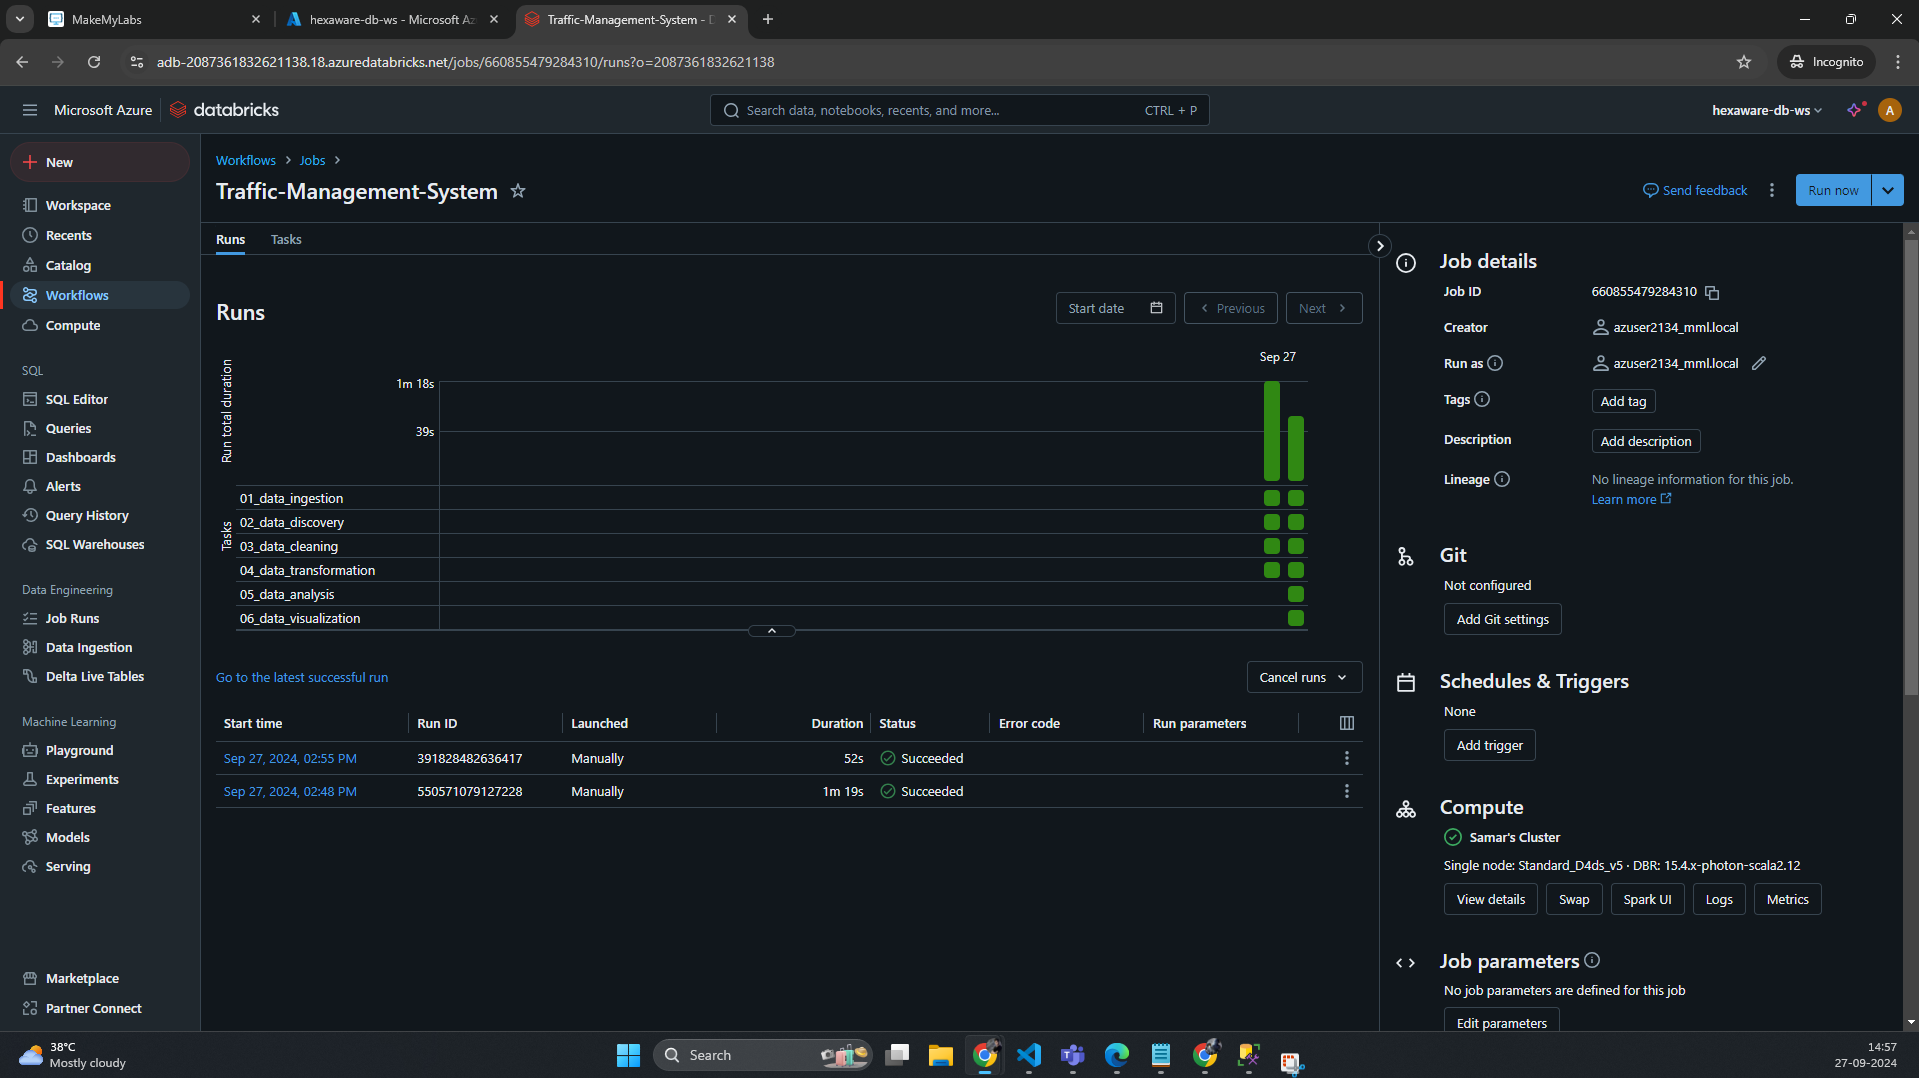 MakeMyLabs
hexaware-db-ws - Microsoft Az
Traffic-Management-System - D
adb-2087361832621138.18.azuredatabricks.net/jobs/660855479284310/runs?o=2087361832621138
Incognito
Microsoft Azure
databricks
Search data, notebooks, recents, and more...
CTRL + P
hexaware-db-ws
A
New
Workspace
Recents
Catalog
Workflows
Compute
SQL
SQL Editor
Queries
Dashboards
Alerts
Query History
SQL Warehouses
Data Engineering
Job Runs
Data Ingestion
Delta Live Tables
Machine Learning
Playground
Experiments
Features
Models
Serving
Marketplace
Partner Connect
Workflows > Jobs >
Traffic-Management-System
Send feedback
Run now
Runs Tasks
Runs
Start date
Previous
Next
Sep 27
Run total duration
1m 18s
39s
Tasks
01_data_ingestion
02_data_discovery
03_data_cleaning
04_data_transformation
05_data_analysis
06_data_visualization
Go to the latest successful run
Cancel runs
Start time Run ID Launched Duration Status Error code Run parameters
Sep 27, 2024, 02:55 PM 391828482636417 Manually 52s Succeeded
Sep 27, 2024, 02:48 PM 550571079127228 Manually 1m 19s Succeeded
Job details
Job ID 660855479284310
Creator azuser2134_mml.local
Run as azuser2134_mml.local
Tags Add tag
Description Add description
Lineage No lineage information for this job.
Learn more
Git
Not configured
Add Git settings
Schedules & Triggers
None
Add trigger
Compute
Samar's Cluster
Single node: Standard_D4ds_v5 · DBR: 15.4.x-photon-scala2.12
View details Swap Spark UI Logs Metrics
Job parameters
No job parameters are defined for this job
Edit parameters
38°C
Mostly cloudy
Search
14:57
27-09-2024